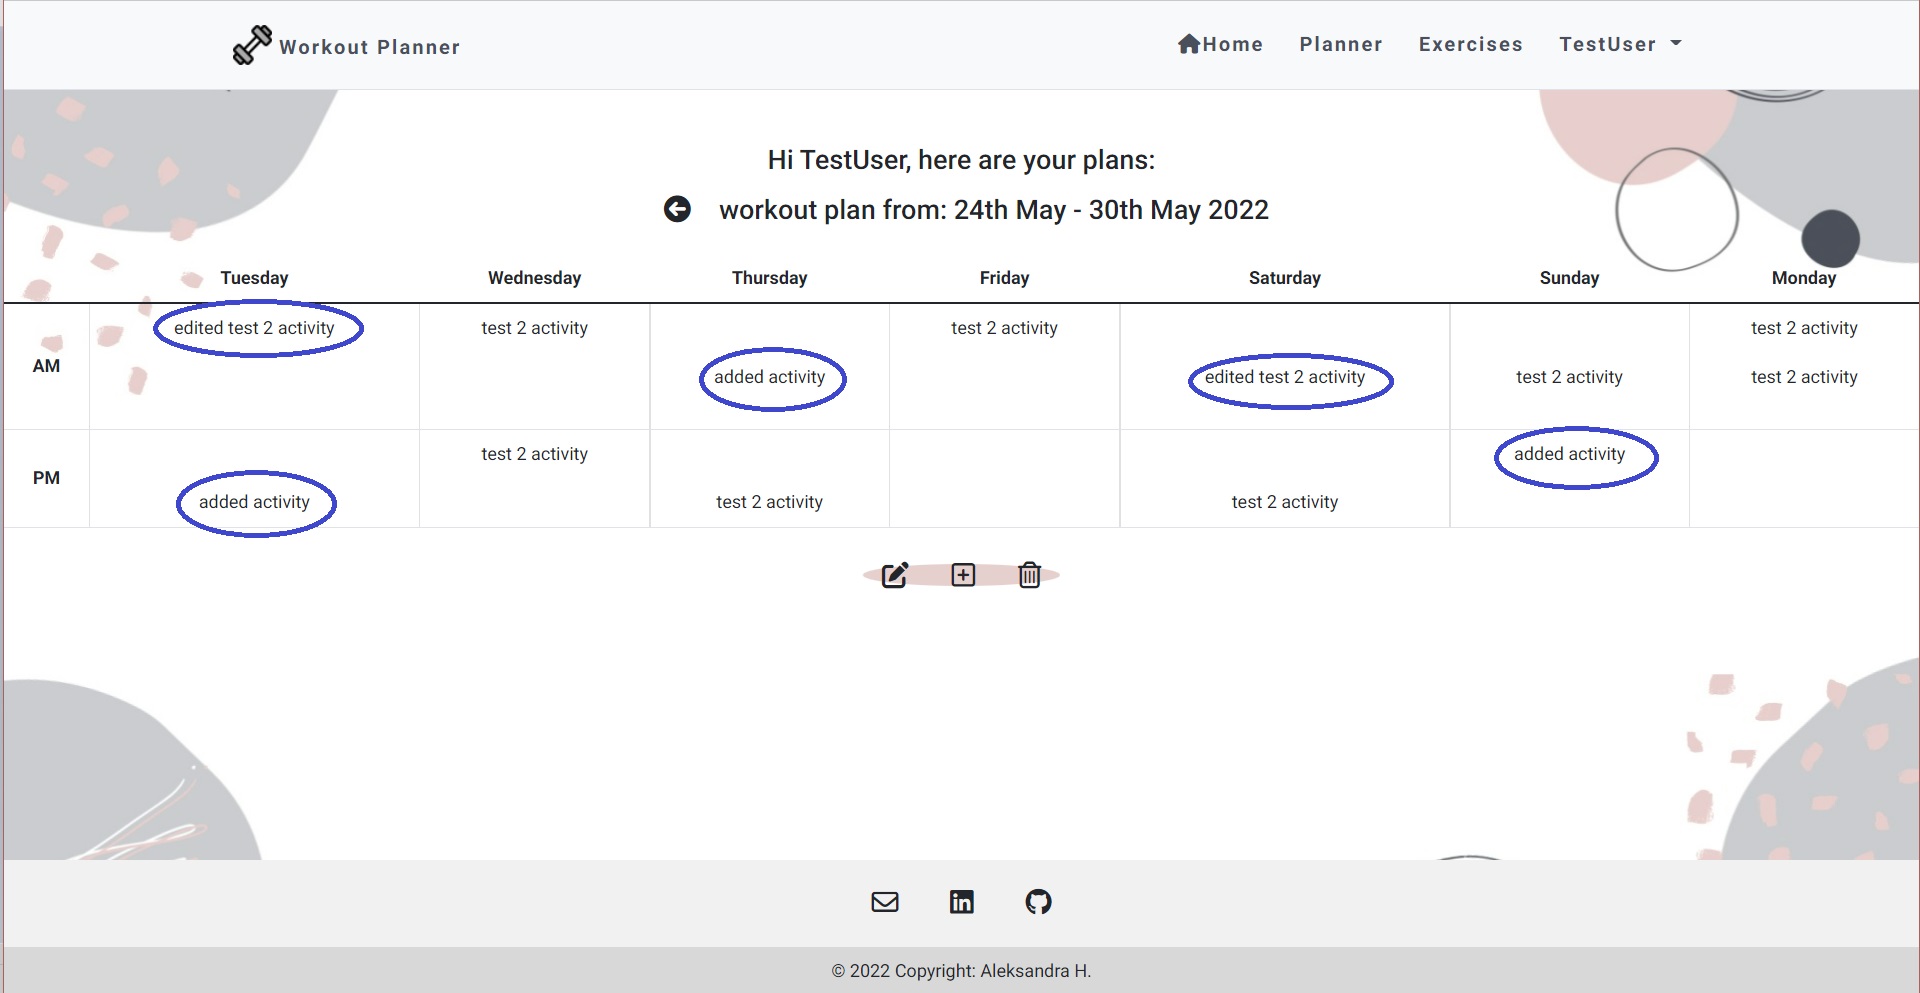 Workout Planner
Home Planner Exercises TestUser
Hi TestUser, here are your plans:
workout plan from: 24th May - 30th May 2022
Tuesday Wednesday Thursday Friday Saturday Sunday Monday
edited test 2 activity test 2 activity test 2 activity test 2 activity
AM
added activity edited test 2 activity test 2 activity test 2 activity
test 2 activity added activity
PM
added activity test 2 activity test 2 activity
© 2022 Copyright: Aleksandra H.